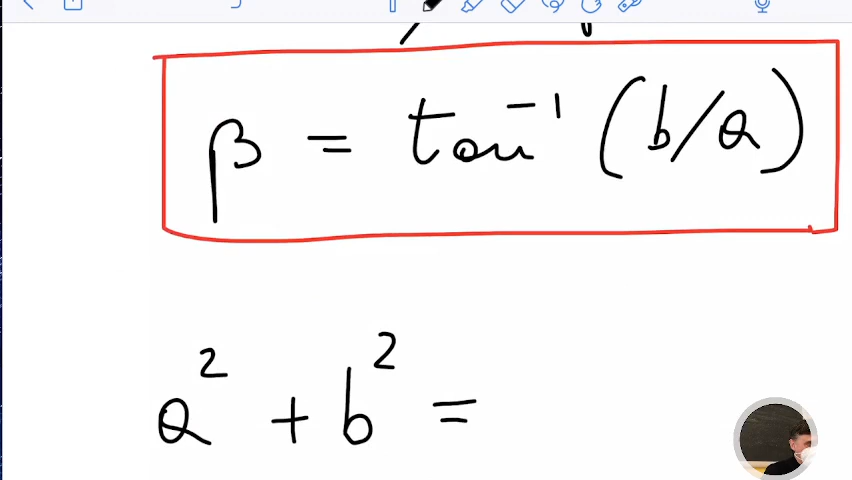 β = tan⁻¹ (b/a)
a² + b² =